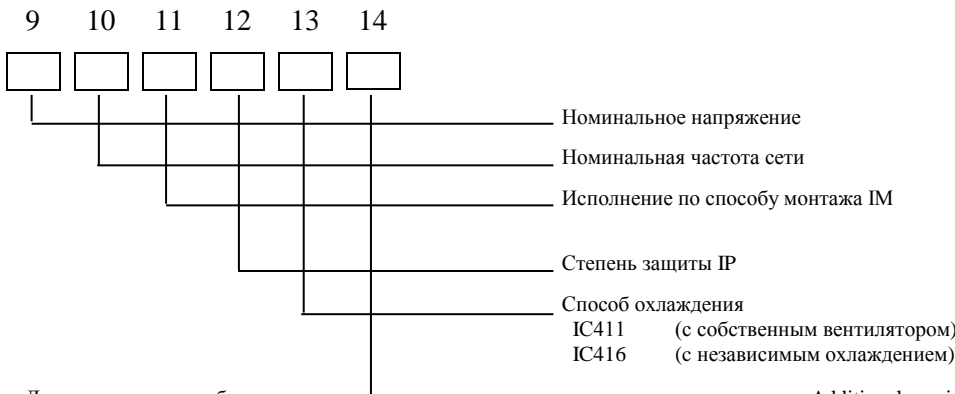 9 10 11 12 13 14
Номинальное напряжение
Номинальная частота сети
Исполнение по способу монтажа IM
Степень защиты IP
Способ охлаждения
IC411 (с собственным вентилятором)
IC416 (с независимым охлаждением)